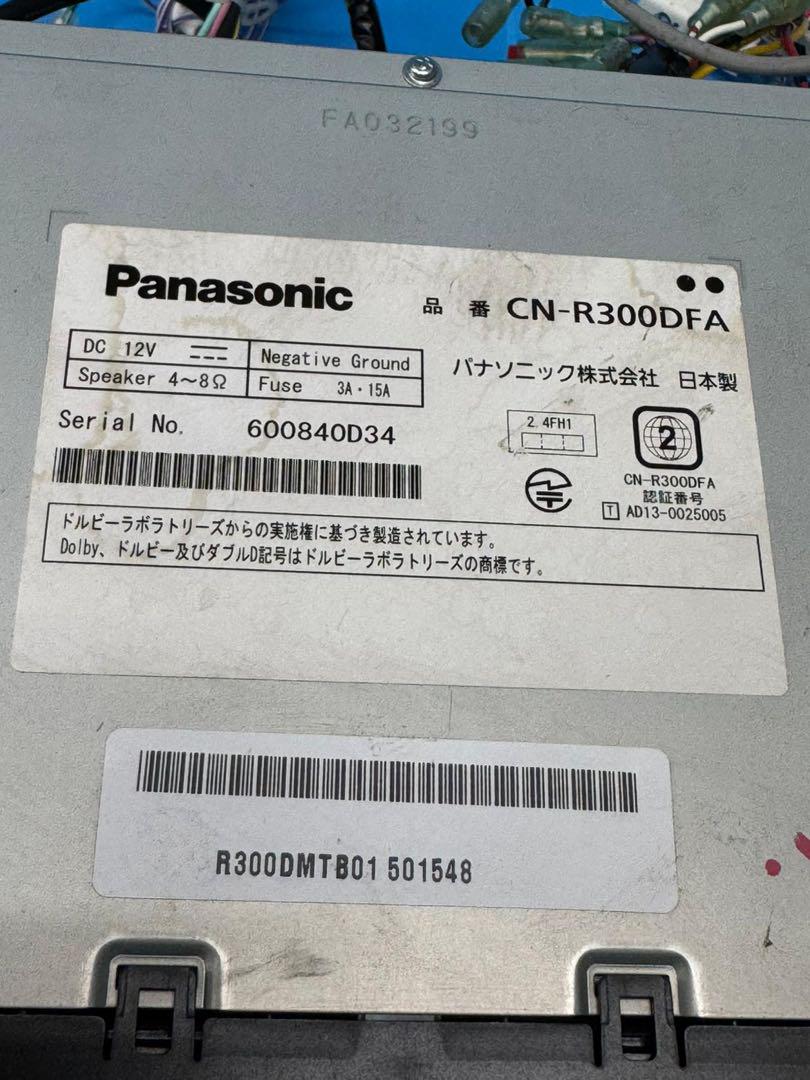 FA032199
Panasonic
品 番 CN-R300DFA
DC 12V
Negative Ground
Speaker 4～8Ω
Fuse 3A・15A
パナソニック株式会社 日本製
Serial No. 600840D34
2.4FH1
2
CN-R300DFA
認証番号
T AD13-0025005
ドルビーラボラトリーズからの実施権に基づき製造されています。
Dolby、ドルビー及びダブルD記号はドルビーラボラトリーズの商標です。
R300DMTB01 501548